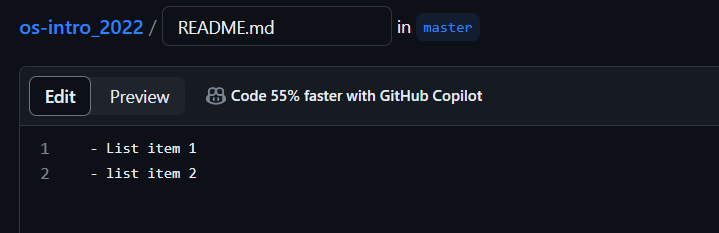 os-intro_2022 / README.md in master
Edit Preview Code 55% faster with GitHub Copilot
1 - List item 1
2 - list item 2